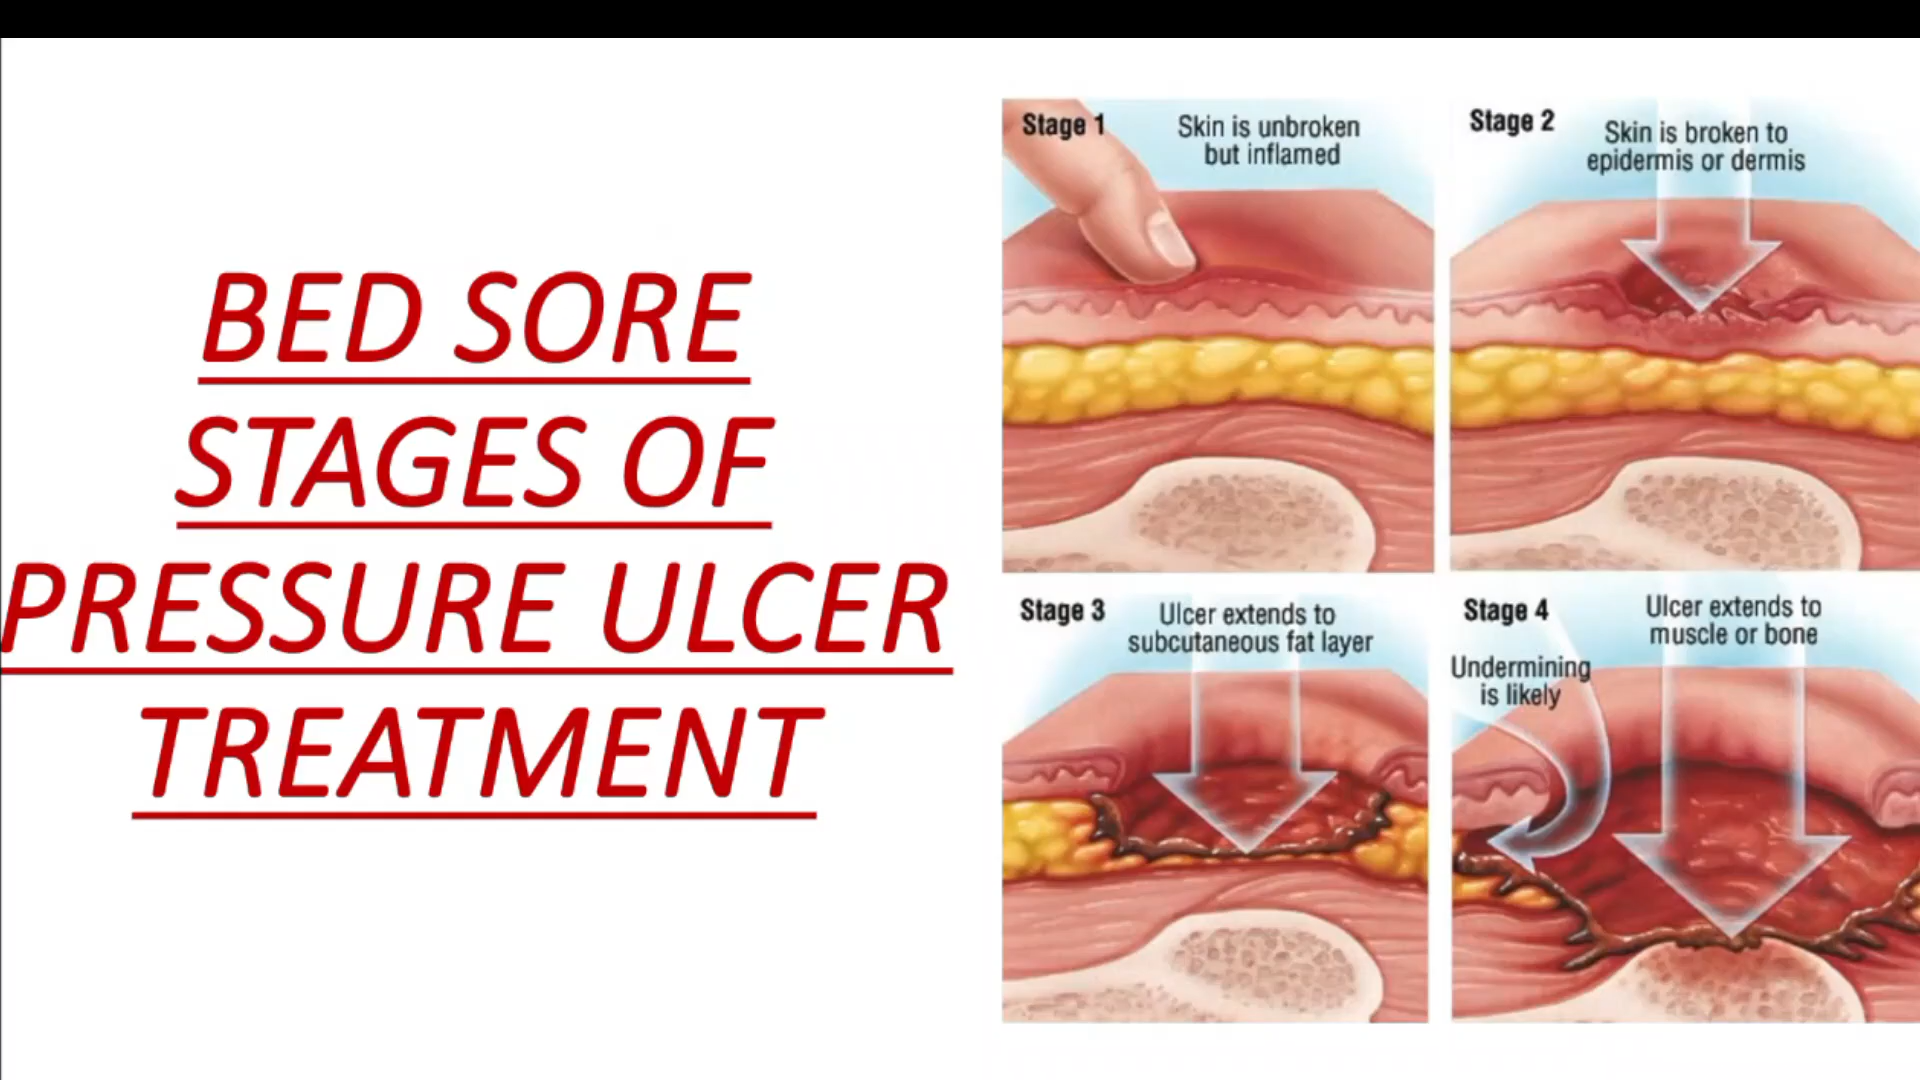 BED SORE
STAGES OF
PRESSURE ULCER
TREATMENT
Stage 1
Skin is unbroken
but inflamed
Stage 2
Skin is broken to
epidermis or dermis
Stage 3
Ulcer extends to
subcutaneous fat layer
Stage 4
Ulcer extends to
muscle or bone
Undermining
is likely